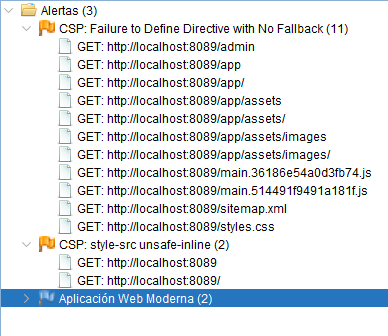 Alertas (3)
CSP: Failure to Define Directive with No Fallback (11)
GET: http://localhost:8089/admin
GET: http://localhost:8089/app
GET: http://localhost:8089/app/
GET: http://localhost:8089/app/assets
GET: http://localhost:8089/app/assets/
GET: http://localhost:8089/app/assets/images
GET: http://localhost:8089/app/assets/images/
GET: http://localhost:8089/main.36186e54a0d3fb74.js
GET: http://localhost:8089/main.514491f9491a181f.js
GET: http://localhost:8089/sitemap.xml
GET: http://localhost:8089/styles.css
CSP: style-src unsafe-inline (2)
GET: http://localhost:8089
GET: http://localhost:8089/
Aplicación Web Moderna (2)